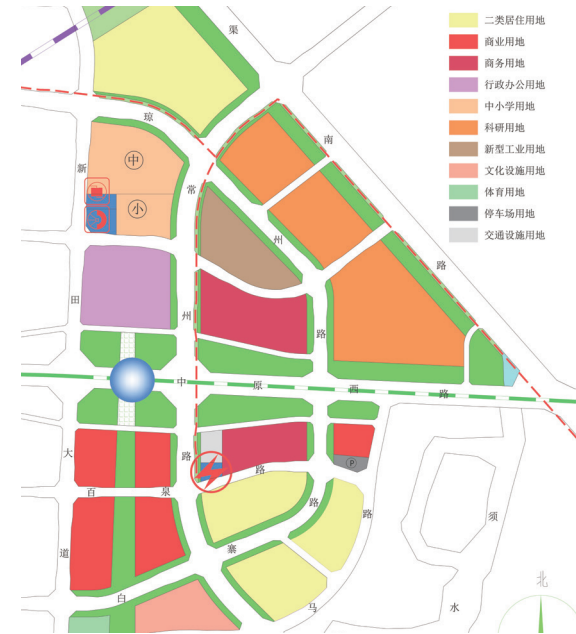 二类居住用地
商业用地
商务用地
行政办公用地
中小学用地
科研用地
新型工业用地
文化设施用地
体育用地
停车场用地
交通设施用地
渠
南
路
琼
常
州
路
新
田
大
道
中
小
州
路
中
原
西
路
百
泉
路
路
路
P
寨
马
白
须
水
北